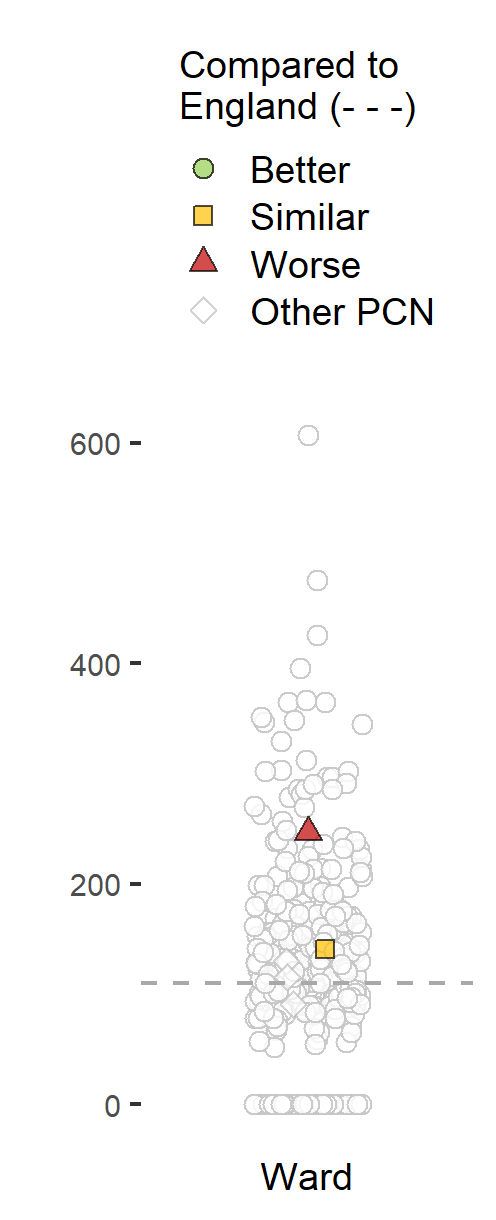 Compared to
England (- - -)
Better
Similar
Worse
Other PCN
600
400
200
0
Ward